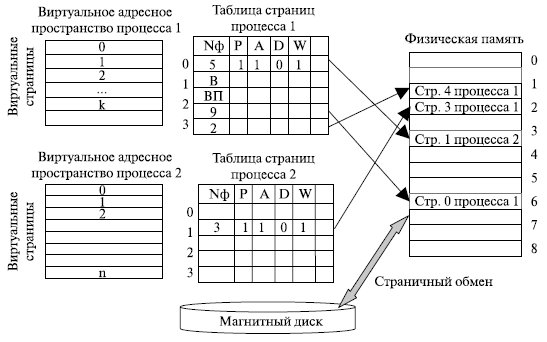 Виртуальное адресное
пространство процесса 1
Виртуальные
страницы
0
1
2
...
k
Таблица страниц
процесса 1
Nф P A D W
0 5 1 1 0 1
1 В
2 ВП
3 9
2
Физическая память
0
Стр. 4 процесса 1 1
Стр. 3 процесса 1 2
3
Стр. 1 процесса 2
4
5
Стр. 0 процесса 1 6
7
8
Виртуальное адресное
пространство процесса 2
Виртуальные
страницы
0
1
2
n
Таблица страниц
процесса 2
Nф P A D W
0
1 3 1 1 0 1
2
3
Страничный обмен
Магнитный диск